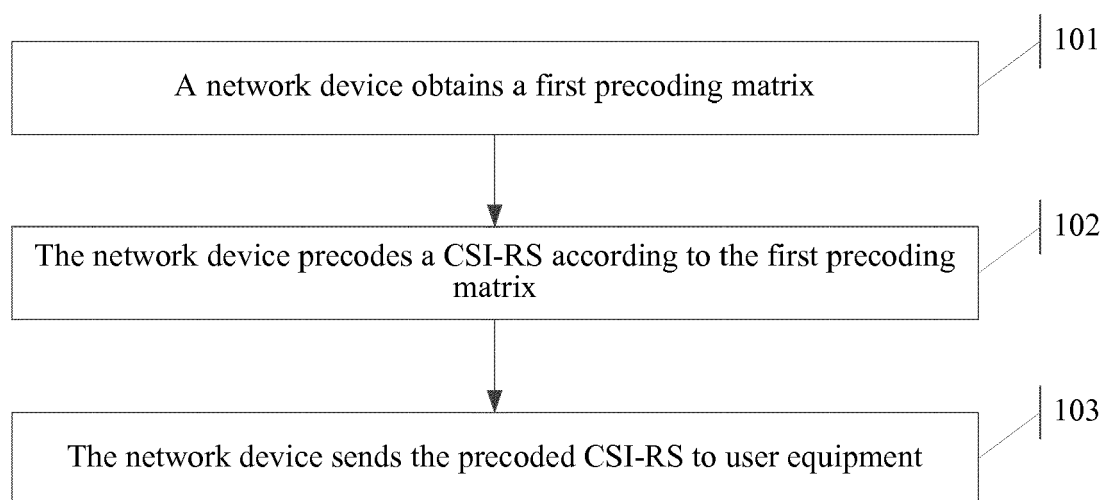 101
A network device obtains a first precoding matrix
102
The network device precodes a CSI-RS according to the first precoding
matrix
103
The network device sends the precoded CSI-RS to user equipment